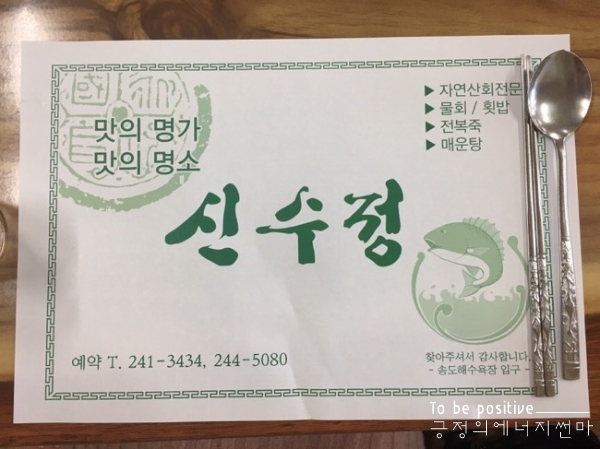 맛의 명가
맛의 명소
▶ 자연산회전문
▶ 물회 / 횟밥
▶ 전복죽
▶ 매운탕
신수정
예약 T. 241-3434, 244-5080
찾아주셔서 감사합니다.
- 송도해수욕장 입구 -
To be positive
긍정의에너지썬마